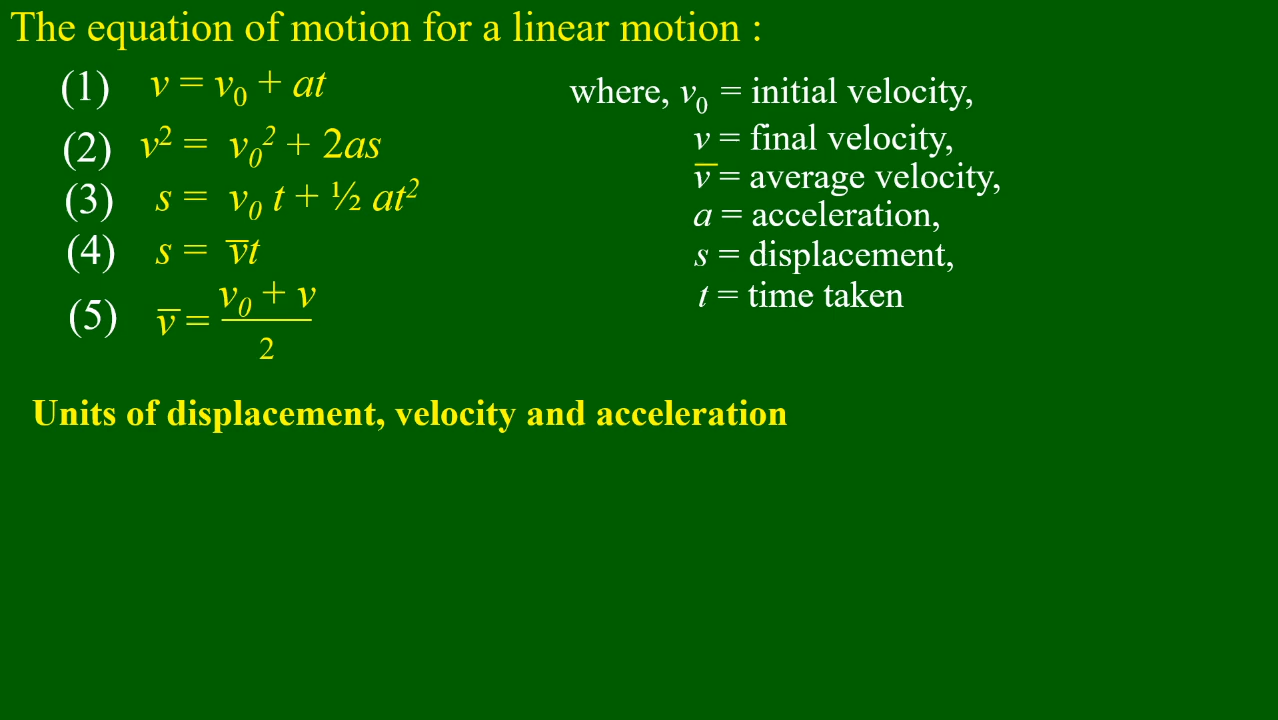 The equation of motion for a linear motion :
(1) v = v₀ + at
(2) v² = v₀² + 2as
(3) s = v₀ t + ½ at²
(4) s = v̅t
(5) v̅ = v₀ + v
2
where, v₀ = initial velocity,
v = final velocity,
v̅ = average velocity,
a = acceleration,
s = displacement,
t = time taken
Units of displacement, velocity and acceleration